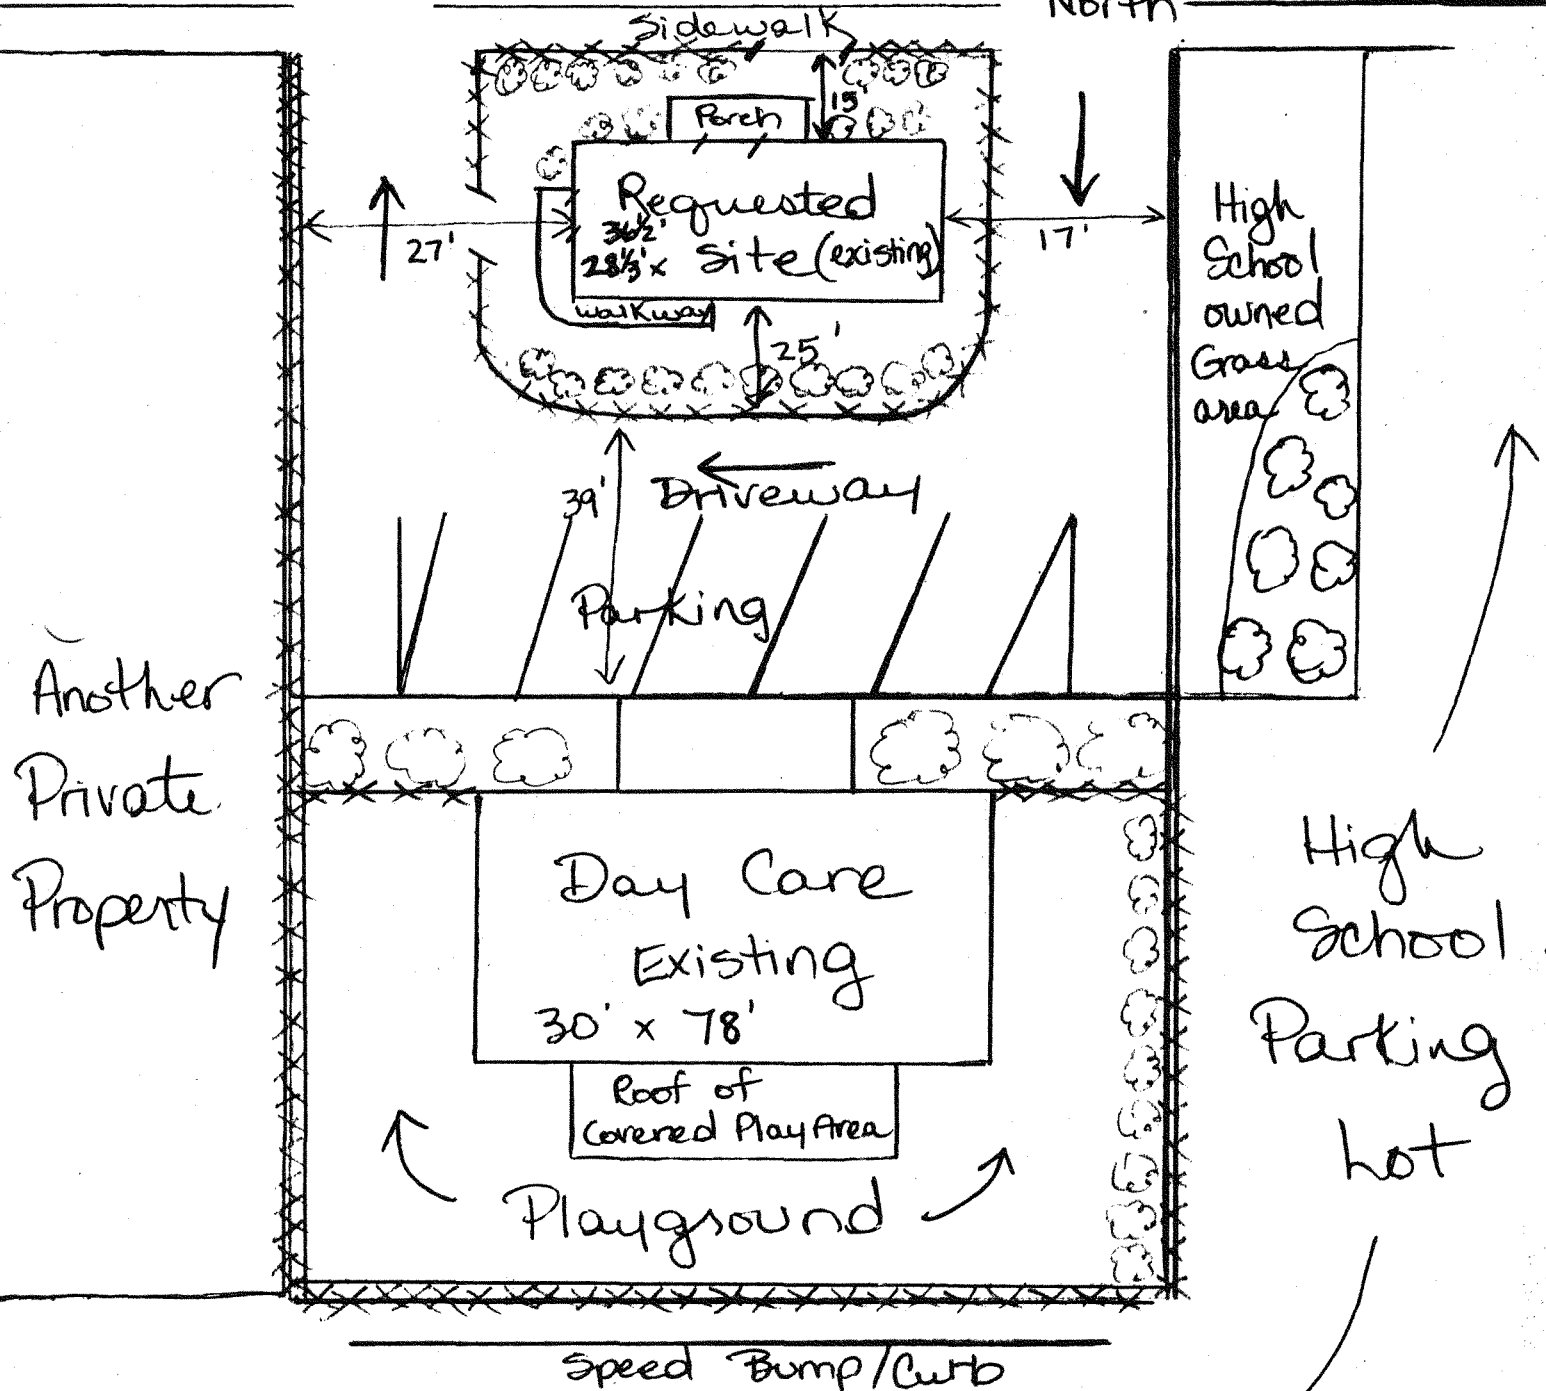 Sidewalk
North
15'
Porch
Requested
36½'
28⅓' x Site (existing)
27'
17'
walkway
25'
High
School
owned
Grass
area
39'
Driveway
Parking
Another
Private
Property
Day Care
Existing
30' x 78'
Roof of
Covered Play Area
Playground
High
School
Parking
Lot
Speed Bump/Curb